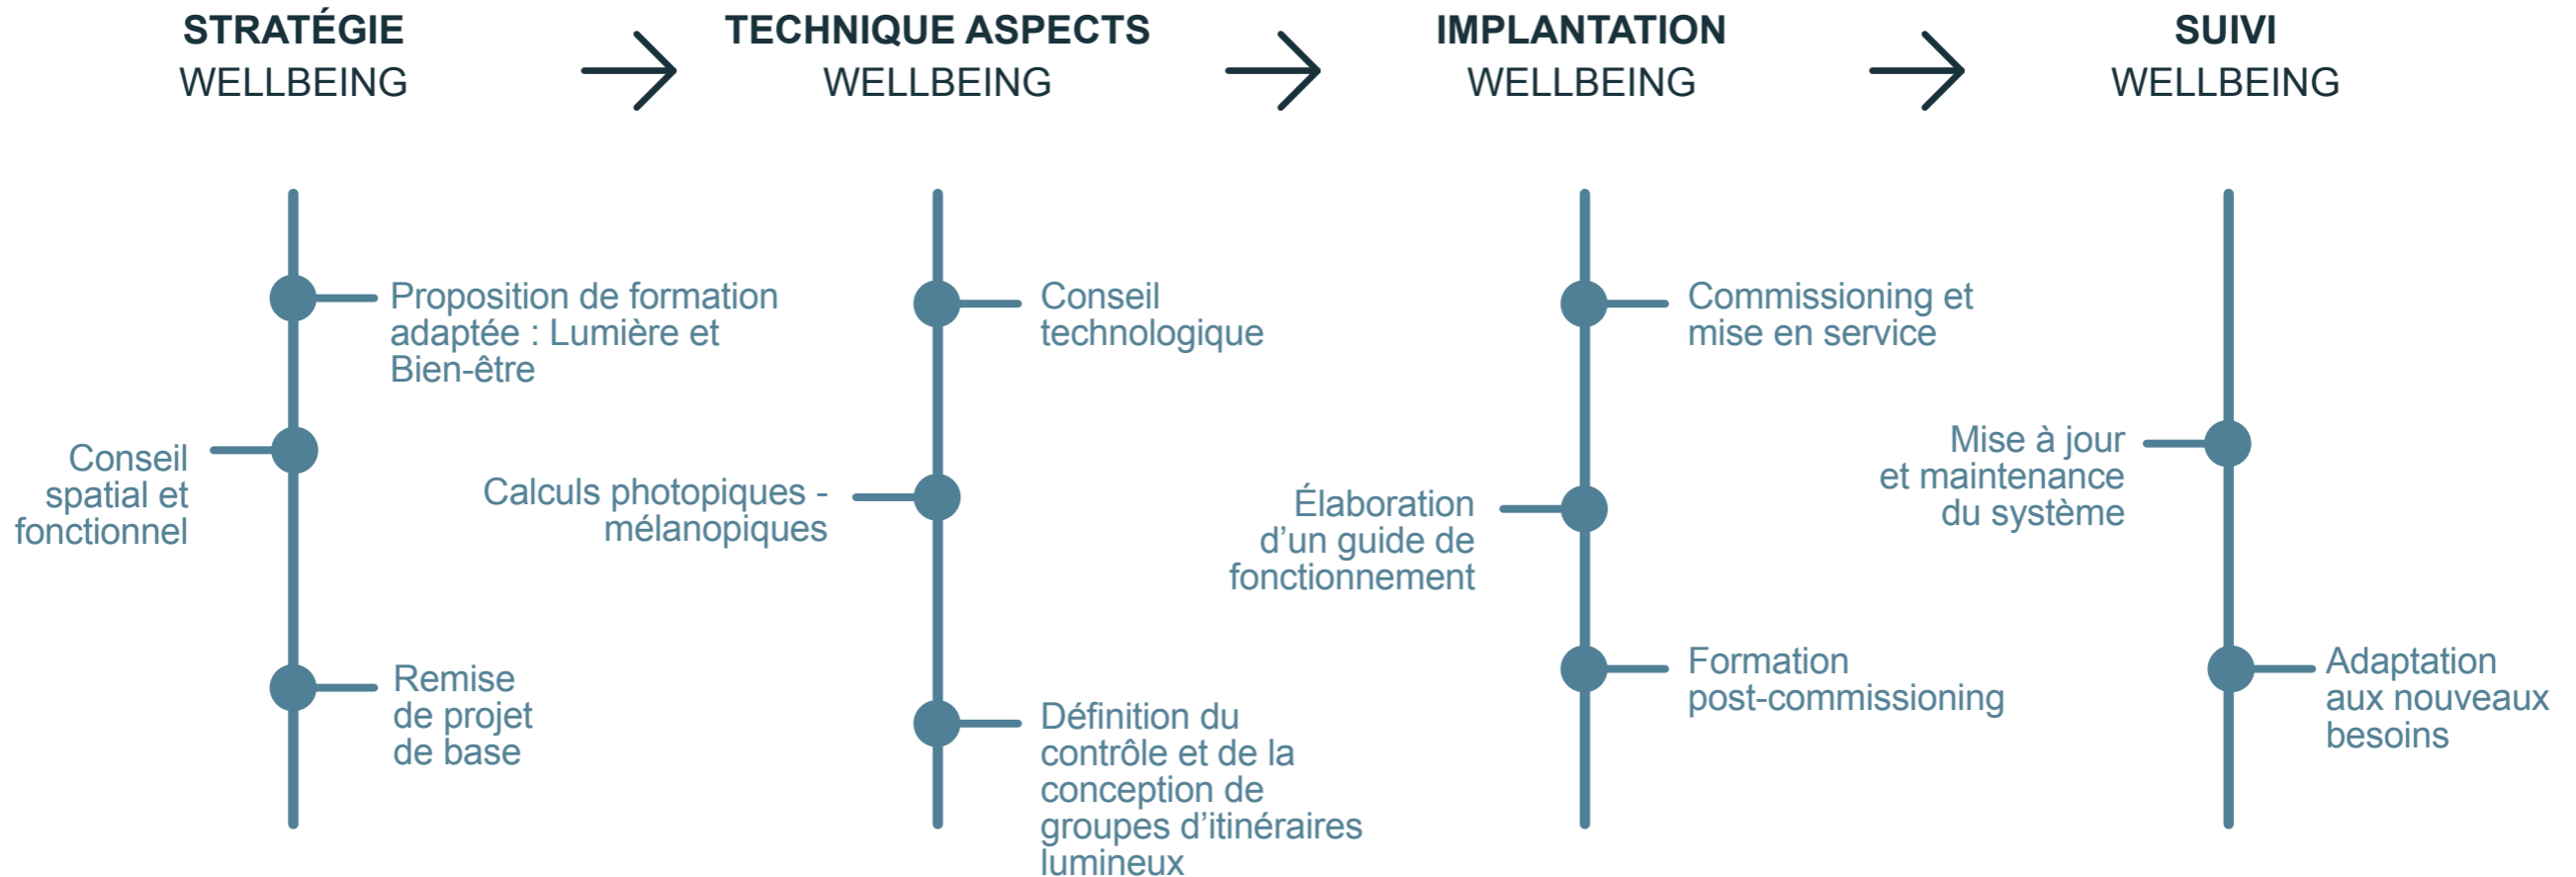 STRATÉGIE
WELLBEING
Proposition de formation
adaptée : Lumière et
Bien-être
Conseil
spatial et
fonctionnel
Remise
de projet
de base
TECHNIQUE ASPECTS
WELLBEING
Conseil
technologique
Calculs photopiques -
mélanopiques
Définition du
contrôle et de la
conception de
groupes d’itinéraires
lumineux
IMPLANTATION
WELLBEING
Commissioning et
mise en service
Élaboration
d’un guide de
fonctionnement
Formation
post-commissioning
SUIVI
WELLBEING
Mise à jour
et maintenance
du système
Adaptation
aux nouveaux
besoins